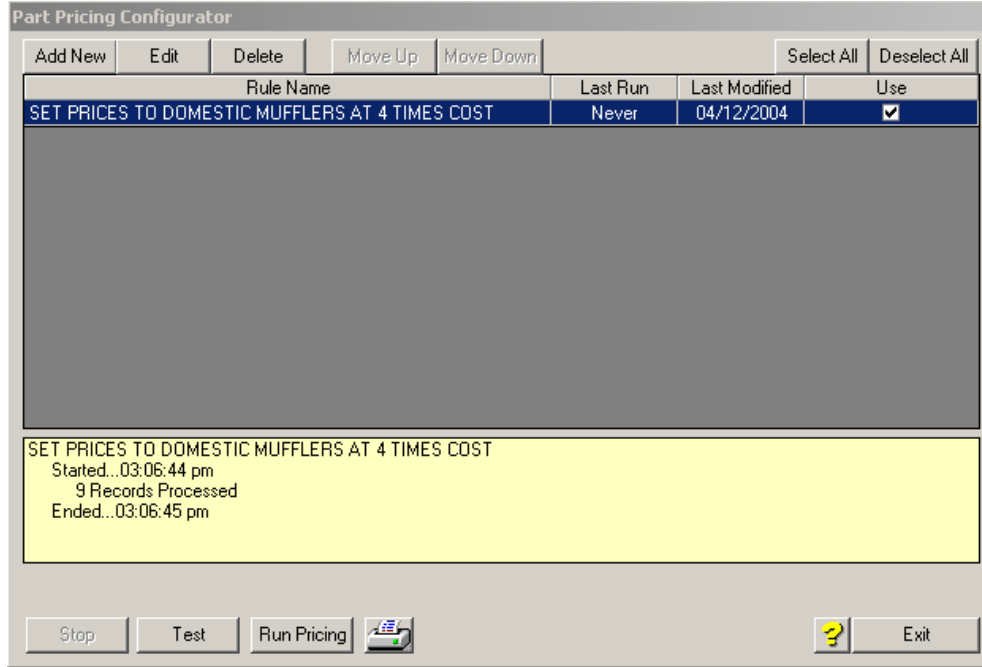 Part Pricing Configurator
Add New Edit Delete Move Up Move Down Select All Deselect All
Rule Name Last Run Last Modified Use
SET PRICES TO DOMESTIC MUFFLERS AT 4 TIMES COST Never 04/12/2004
SET PRICES TO DOMESTIC MUFFLERS AT 4 TIMES COST
Started...03:06:44 pm
9 Records Processed
Ended...03:06:45 pm
Stop Test Run Pricing ? Exit